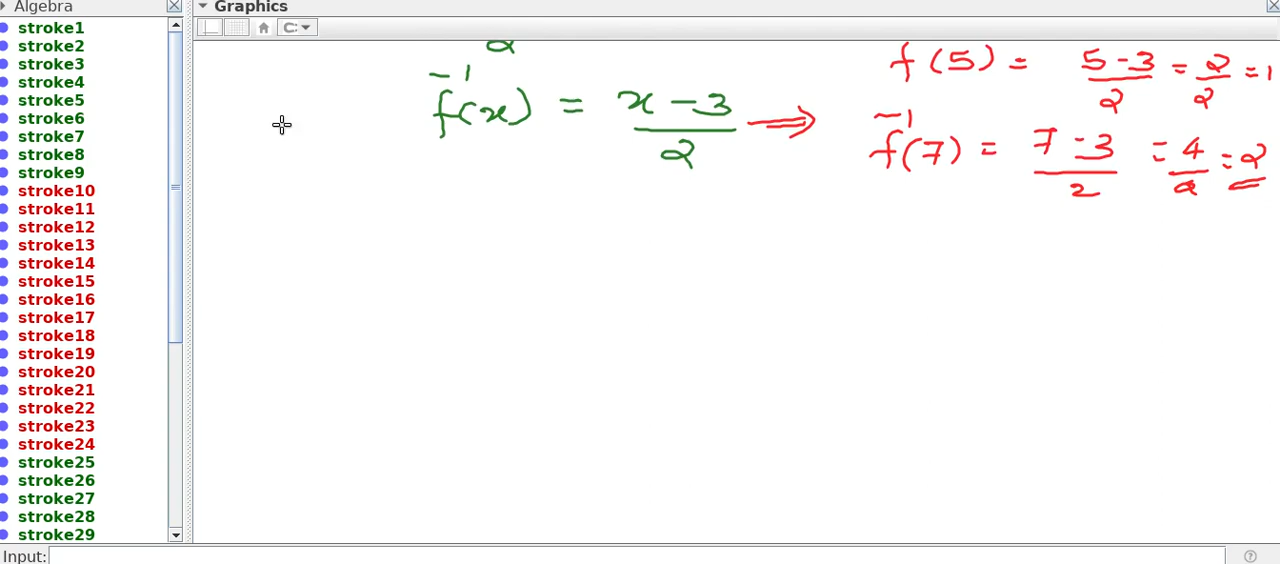 Algebra
Graphics
stroke1
stroke2
stroke3
stroke4
stroke5
stroke6
stroke7
stroke8
stroke9
stroke10
stroke11
stroke12
stroke13
stroke14
stroke15
stroke16
stroke17
stroke18
stroke19
stroke20
stroke21
stroke22
stroke23
stroke24
stroke25
stroke26
stroke27
stroke28
stroke29
C:
2
f⁻¹(x) = (x - 3)/2 ⟹
f(5) = (5 - 3)/2 = 2/2 = 1
f⁻¹(7) = (7 - 3)/2 = 4/2 = 2
Input: